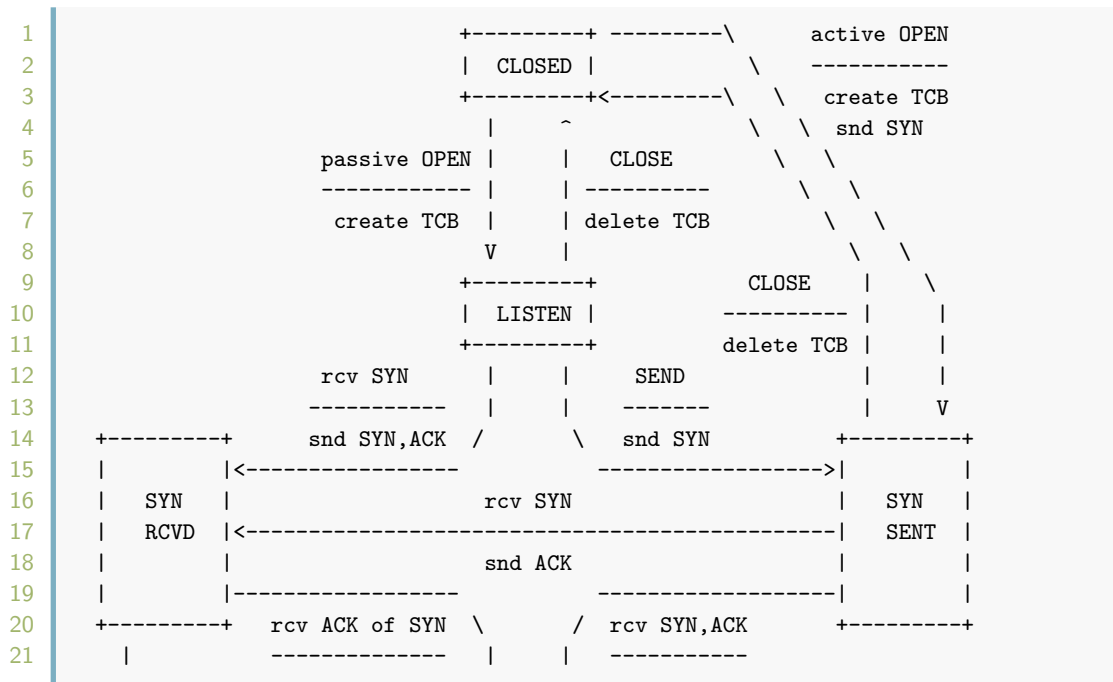 1                                  +---------+ ---------\      active OPEN
2                                  |  CLOSED |            \    -----------
3                                  +---------+<---------\   \   create TCB
4                                    |     ^              \   \  snd SYN
5                       passive OPEN |     |   CLOSE        \   \
6                       ------------ |     | ----------       \   \
7                        create TCB  |     | delete TCB         \   \
8                                    V     |                      \   \
9                                  +---------+            CLOSE    |    \
10                                 |  LISTEN |          ---------- |     |
11                                 +---------+          delete TCB |     |
12                      rcv SYN      |     |     SEND              |     |
13                     -----------   |     |    -------            |     V
14    +---------+      snd SYN,ACK  /       \   snd SYN          +---------+
15    |         |<-----------------           ------------------>|         |
16    |   SYN   |                    rcv SYN                     |   SYN   |
17    |   RCVD  |<-----------------------------------------------|   SENT  |
18    |         |                    snd ACK                     |         |
19    |         |------------------           -------------------|         |
20    +---------+   rcv ACK of SYN  \       /  rcv SYN,ACK       +---------+
21      |           --------------   |     |   -----------